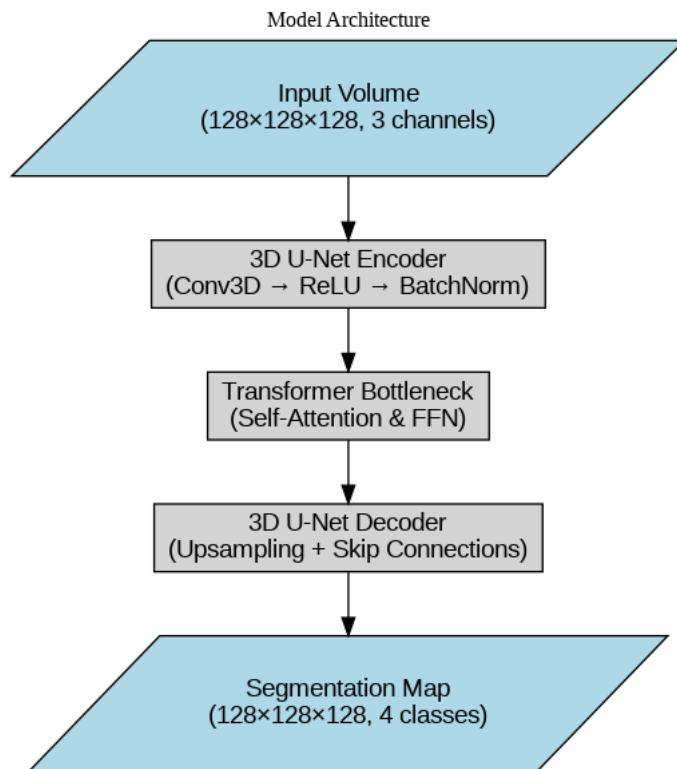 Model Architecture
Input Volume
(128×128×128, 3 channels)
3D U-Net Encoder
(Conv3D → ReLU → BatchNorm)
Transformer Bottleneck
(Self-Attention & FFN)
3D U-Net Decoder
(Upsampling + Skip Connections)
Segmentation Map
(128×128×128, 4 classes)